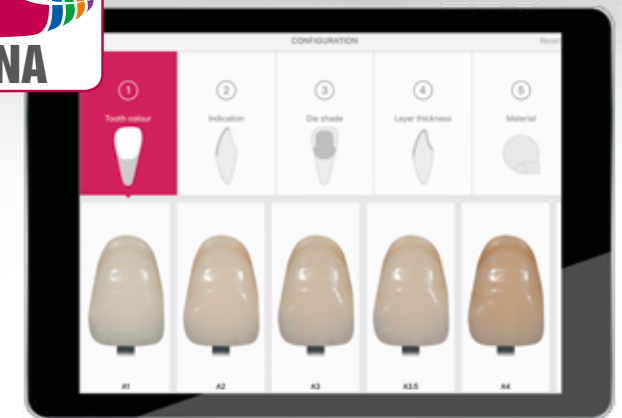 NA
CONFIGURATION
Reset
1 2 3 4 5
Tooth colour Indication Die shade Layer thickness Material
A1 A2 A3 A3.5 A4